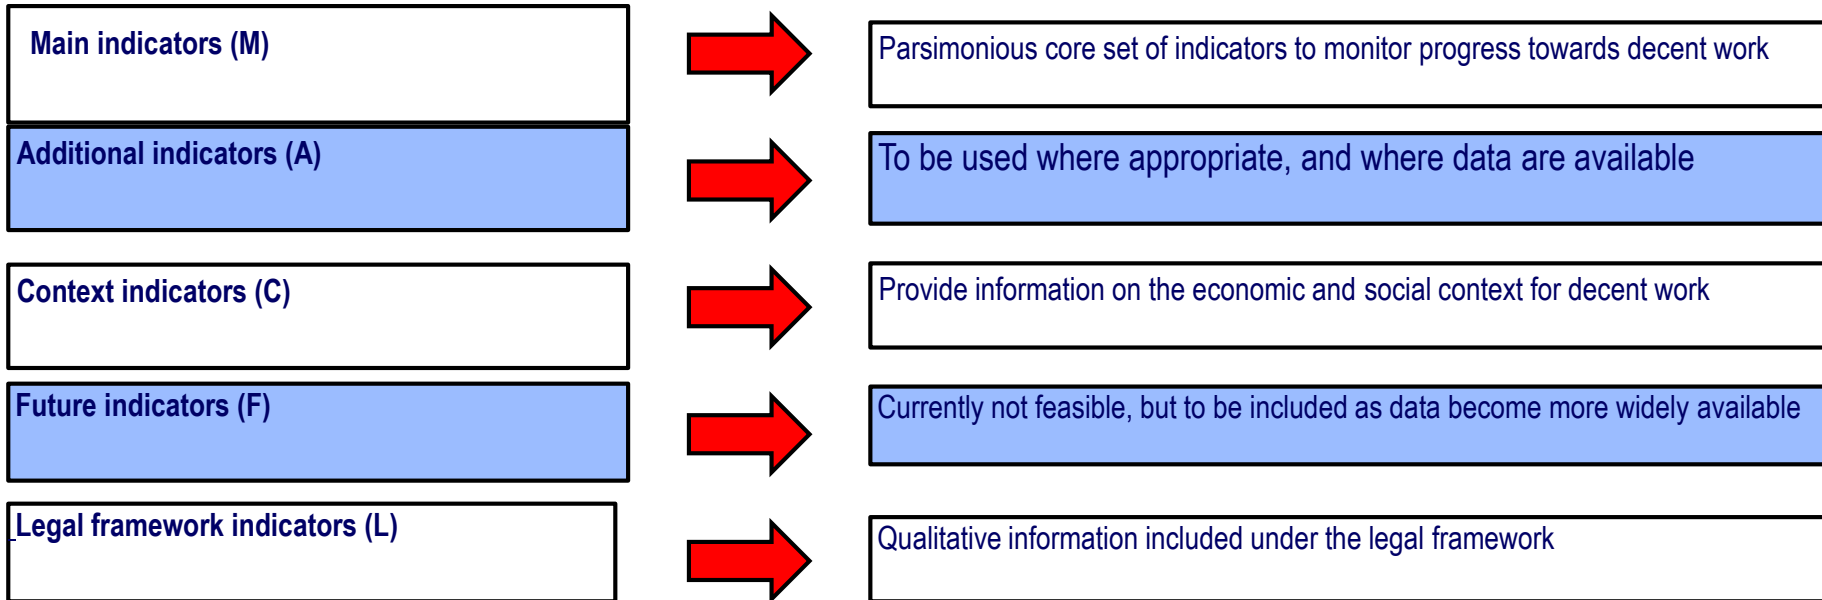 Main indicators (M)
Parsimonious core set of indicators to monitor progress towards decent work
Additional indicators (A)
To be used where appropriate, and where data are available
Context indicators (C)
Provide information on the economic and social context for decent work
Future indicators (F)
Currently not feasible, but to be included as data become more widely available
Legal framework indicators (L)
Qualitative information included under the legal framework